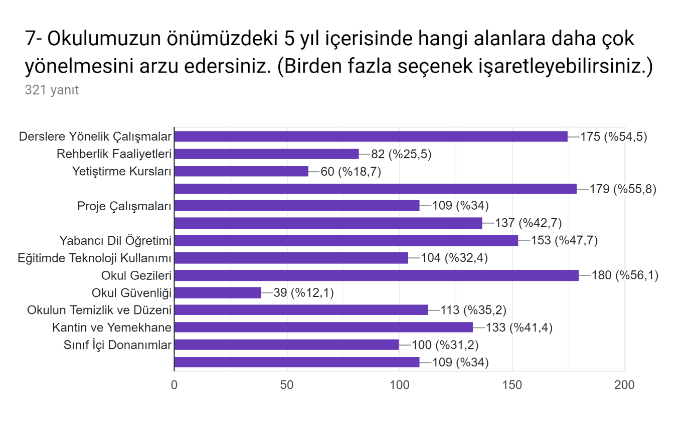 7- Okulumuzun önümüzdeki 5 yıl içerisinde hangi alanlara daha çok
yönelmesini arzu edersiniz. (Birden fazla seçenek işaretleyebilirsiniz.)
321 yanıt
Derslere Yönelik Çalışmalar 175 (%54,5)
Rehberlik Faaliyetleri 82 (%25,5)
Yetiştirme Kursları 60 (%18,7)
179 (%55,8)
Proje Çalışmaları 109 (%34)
137 (%42,7)
Yabancı Dil Öğretimi 153 (%47,7)
Eğitimde Teknoloji Kullanımı 104 (%32,4)
Okul Gezileri 180 (%56,1)
Okul Güvenliği 39 (%12,1)
Okulun Temizlik ve Düzeni 113 (%35,2)
Kantin ve Yemekhane 133 (%41,4)
Sınıf İçi Donanımlar 100 (%31,2)
109 (%34)
0 50 100 150 200